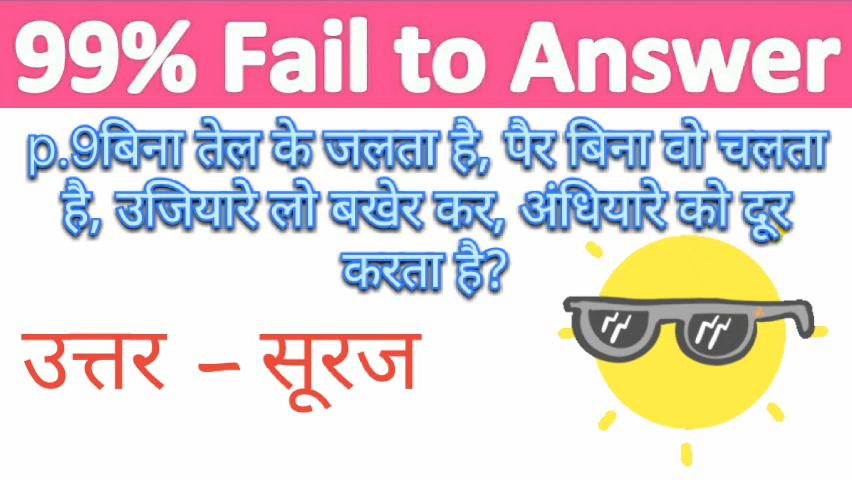 99% Fail to Answer
p.9बिना तेल के जलता है, पैर बिना वो चलता
है, उजियारे लो बखेर कर, अंधियारे को दूर
करता है?
उत्तर – सूरज